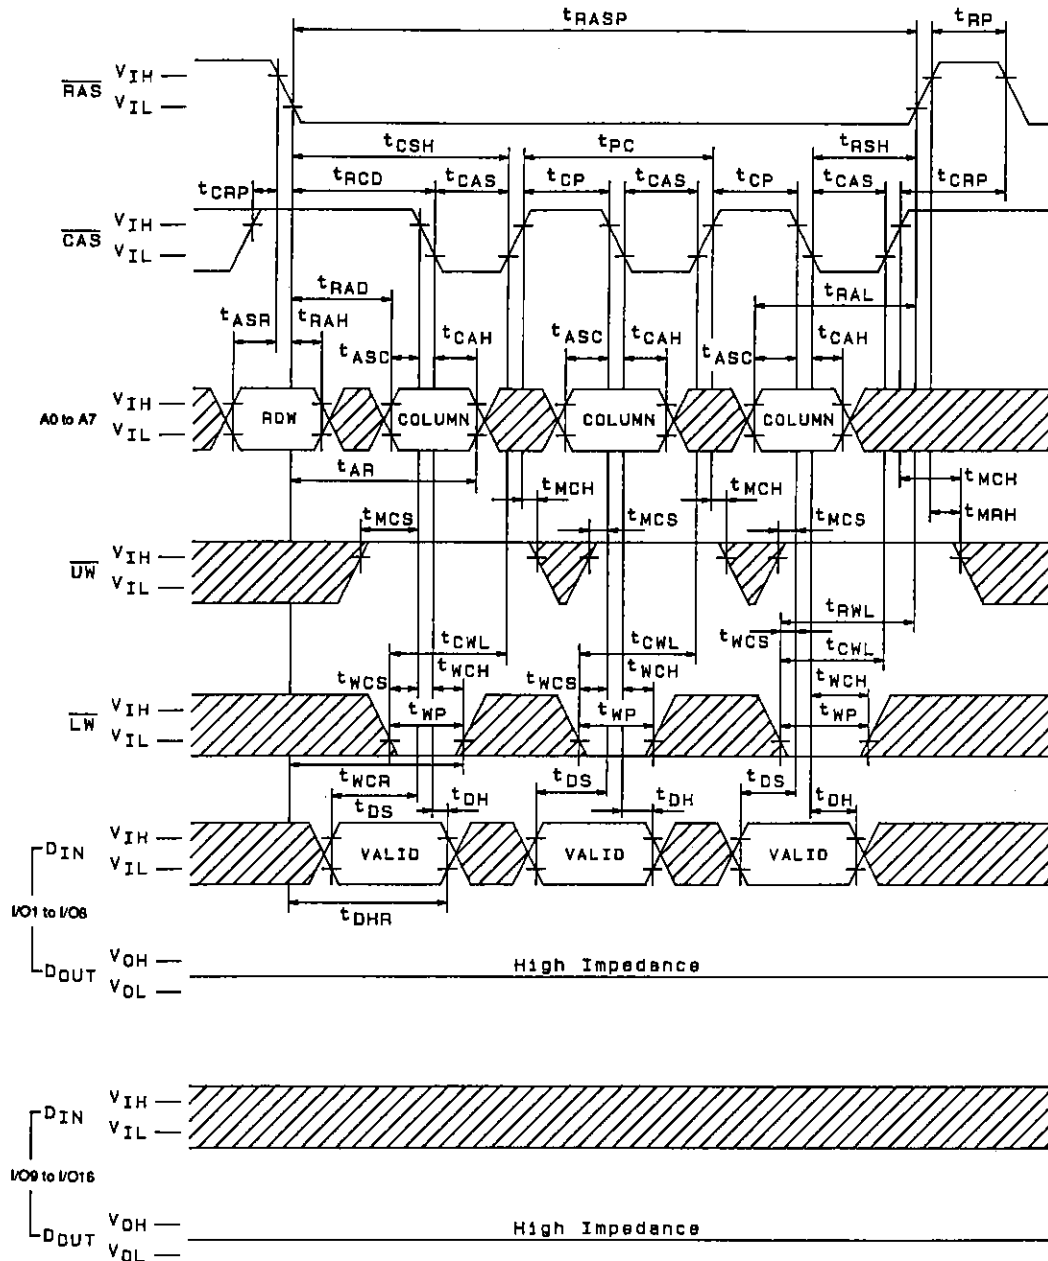 tRASP
tRP
RAS
VIH
VIL
tCSH
tPC
tRSH
tCRP
tRCD
tCAS
tCP
tCAS
tCP
tCAS
tCRP
CAS
VIH
VIL
tRAD
tRAL
tASR
tRAH
tASC
tCAH
tASC
tCAH
tASC
tCAH
A0 to A7
VIH
VIL
ROW
COLUMN
COLUMN
COLUMN
tAR
tMCH
tMCH
tMCH
tMCS
tMCS
tMCS
tMRH
UW
VIH
VIL
tRWL
tCWL
tCWL
tWCS
tCWL
tWCS
tWCH
tWCS
tWCH
tWCH
LW
VIH
VIL
tWP
tWP
tWP
tWCR
tDS
tDH
tDS
tDH
tDS
tDH
DIN
VIH
VIL
VALID
VALID
VALID
I/O1 to I/O8
tDHR
DOUT
VOH
VOL
High Impedance
DIN
VIH
VIL
I/O9 to I/O16
DOUT
VOH
VOL
High Impedance